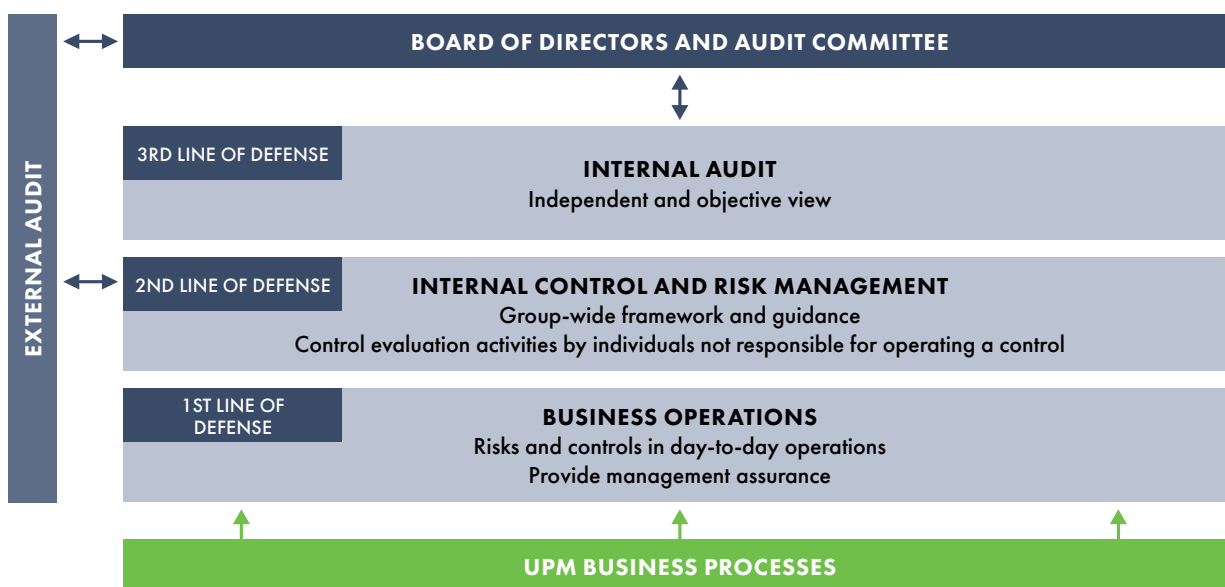 EXTERNAL AUDIT
BOARD OF DIRECTORS AND AUDIT COMMITTEE
3RD LINE OF DEFENSE
INTERNAL AUDIT
Independent and objective view
2ND LINE OF DEFENSE
INTERNAL CONTROL AND RISK MANAGEMENT
Group-wide framework and guidance
Control evaluation activities by individuals not responsible for operating a control
1ST LINE OF
DEFENSE
BUSINESS OPERATIONS
Risks and controls in day-to-day operations
Provide management assurance
UPM BUSINESS PROCESSES